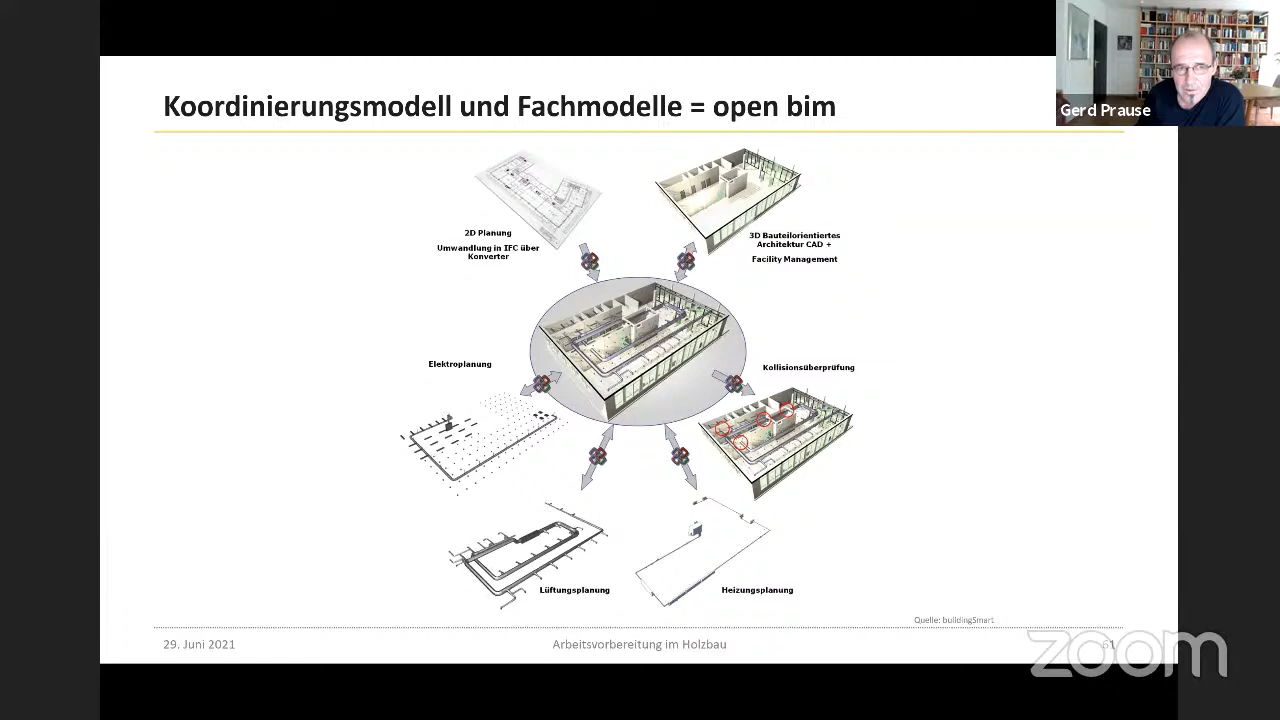 Gerd Prause
Koordinierungsmodell und Fachmodelle = open bim
2D Planung
Umwandlung in IFC über
Konverter
3D Bauteilorientiertes
Architektur CAD +
Facility Management
Elektroplanung
Kollisionsüberprüfung
Lüftungsplanung
Heizungsplanung
Quelle: buildingSmart
29. Juni 2021
Arbeitsvorbereitung im Holzbau
61
zoom